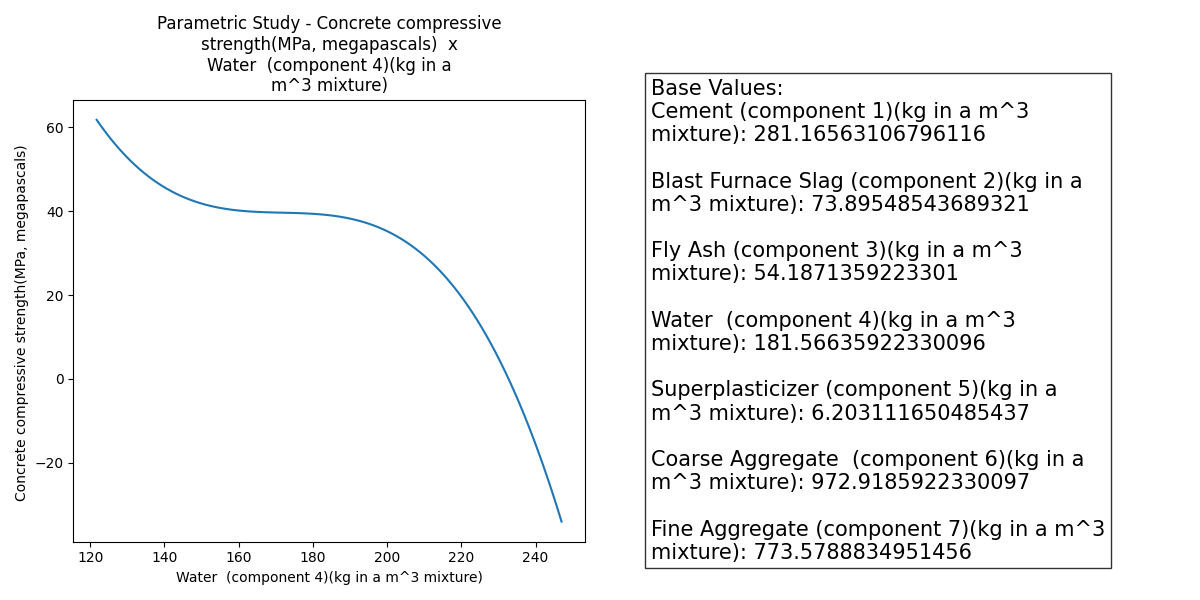 Parametric Study - Concrete compressive
strength(MPa, megapascals)  x
Water  (component 4)(kg in a
m^3 mixture)
60
40
20
0
−20
Concrete compressive strength(MPa, megapascals)
120 140 160 180 200 220 240
Water  (component 4)(kg in a m^3 mixture)
Base Values:
Cement (component 1)(kg in a m^3
mixture): 281.16563106796116
Blast Furnace Slag (component 2)(kg in a
m^3 mixture): 73.89548543689321
Fly Ash (component 3)(kg in a m^3
mixture): 54.1871359223301
Water  (component 4)(kg in a m^3
mixture): 181.56635922330096
Superplasticizer (component 5)(kg in a
m^3 mixture): 6.203111650485437
Coarse Aggregate  (component 6)(kg in a
m^3 mixture): 972.9185922330097
Fine Aggregate (component 7)(kg in a m^3
mixture): 773.5788834951456